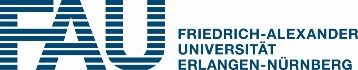 FAU
FRIEDRICH-ALEXANDER
UNIVERSITÄT
ERLANGEN-NÜRNBERG